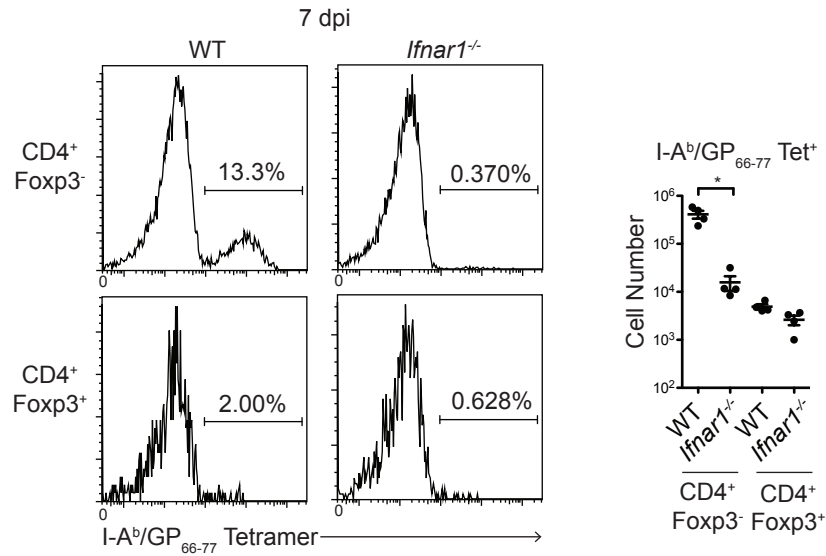 7 dpi
WT
Ifnar1⁻/⁻
CD4⁺
Foxp3⁻
13.3%
0.370%
0
0
CD4⁺
Foxp3⁺
2.00%
0.628%
0
0
I-Aᵇ/GP₆₆₋₇₇ Tetramer
I-Aᵇ/GP₆₆₋₇₇ Tet⁺
*
Cell Number
10⁶
10⁵
10⁴
10³
10²
WT
Ifnar1⁻/⁻
WT
Ifnar1⁻/⁻
CD4⁺
Foxp3⁻
CD4⁺
Foxp3⁺